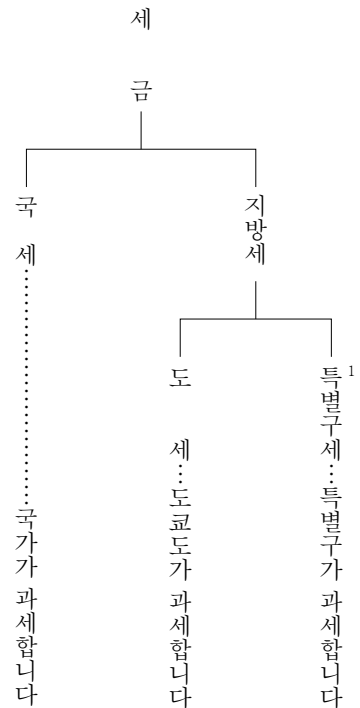 세금
국세……………………국가가 과세합니다
지방세
도세…도쿄도가 과세합니다
특별구세…특별구가 과세합니다
1